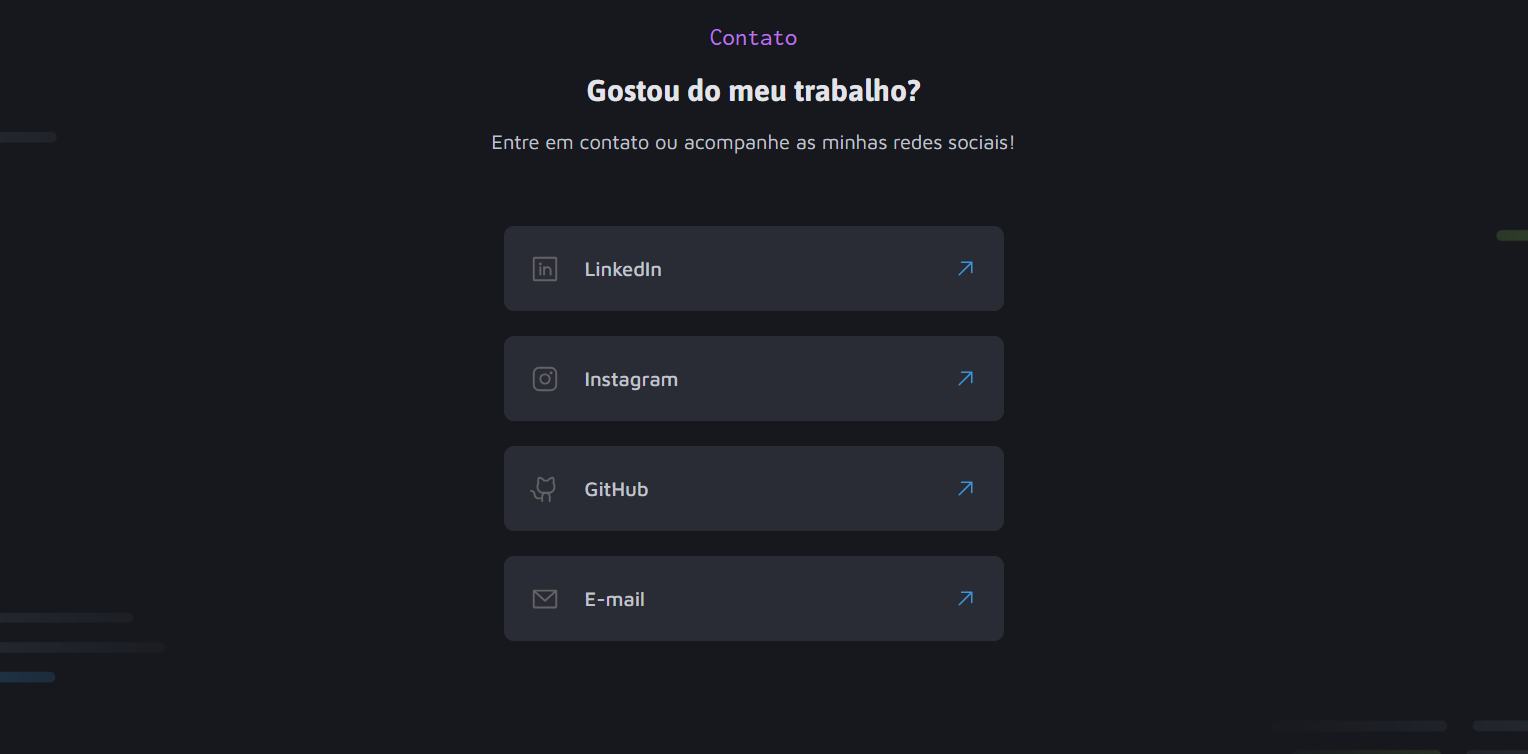 Contato
Gostou do meu trabalho?
Entre em contato ou acompanhe as minhas redes sociais!
LinkedIn
Instagram
GitHub
E-mail